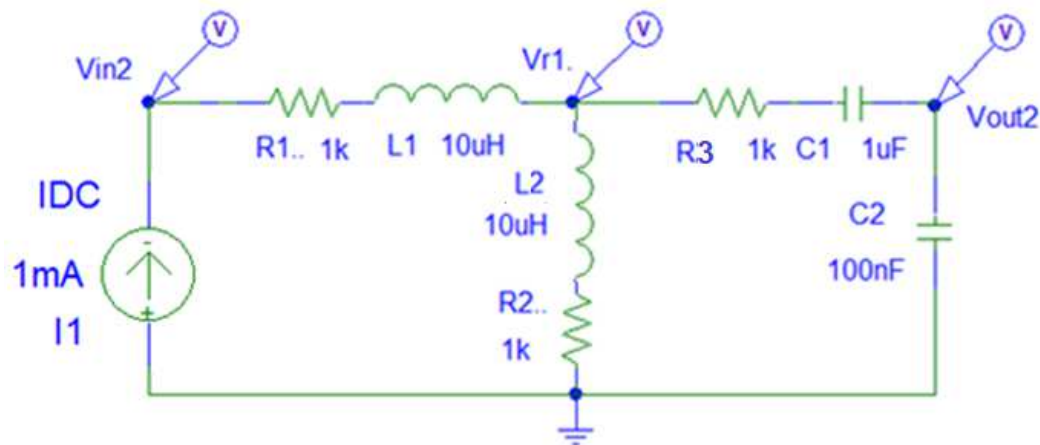 V
V
V
Vin2
Vr1.
Vout2
R1.. 1k L1 10uH
R3 1k C1 1uF
L2
10uH
IDC
-
1mA
+
I1
C2
100nF
R2..
1k